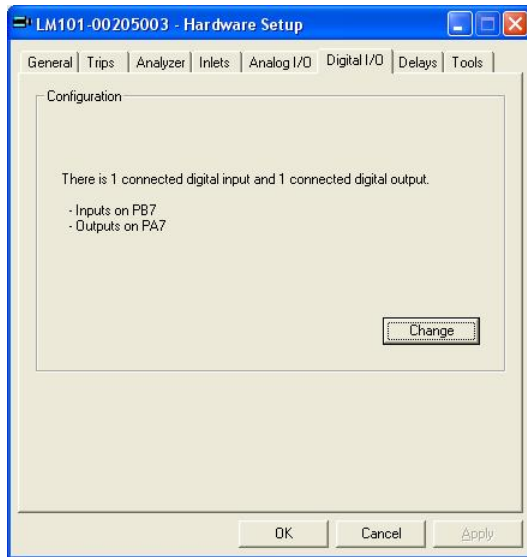 LM101-00205003 - Hardware Setup
General Trips Analyzer Inlets Analog I/O Digital I/O Delays Tools
Configuration
There is 1 connected digital input and 1 connected digital output.
- Inputs on PB7
- Outputs on PA7
Change
OK Cancel Apply